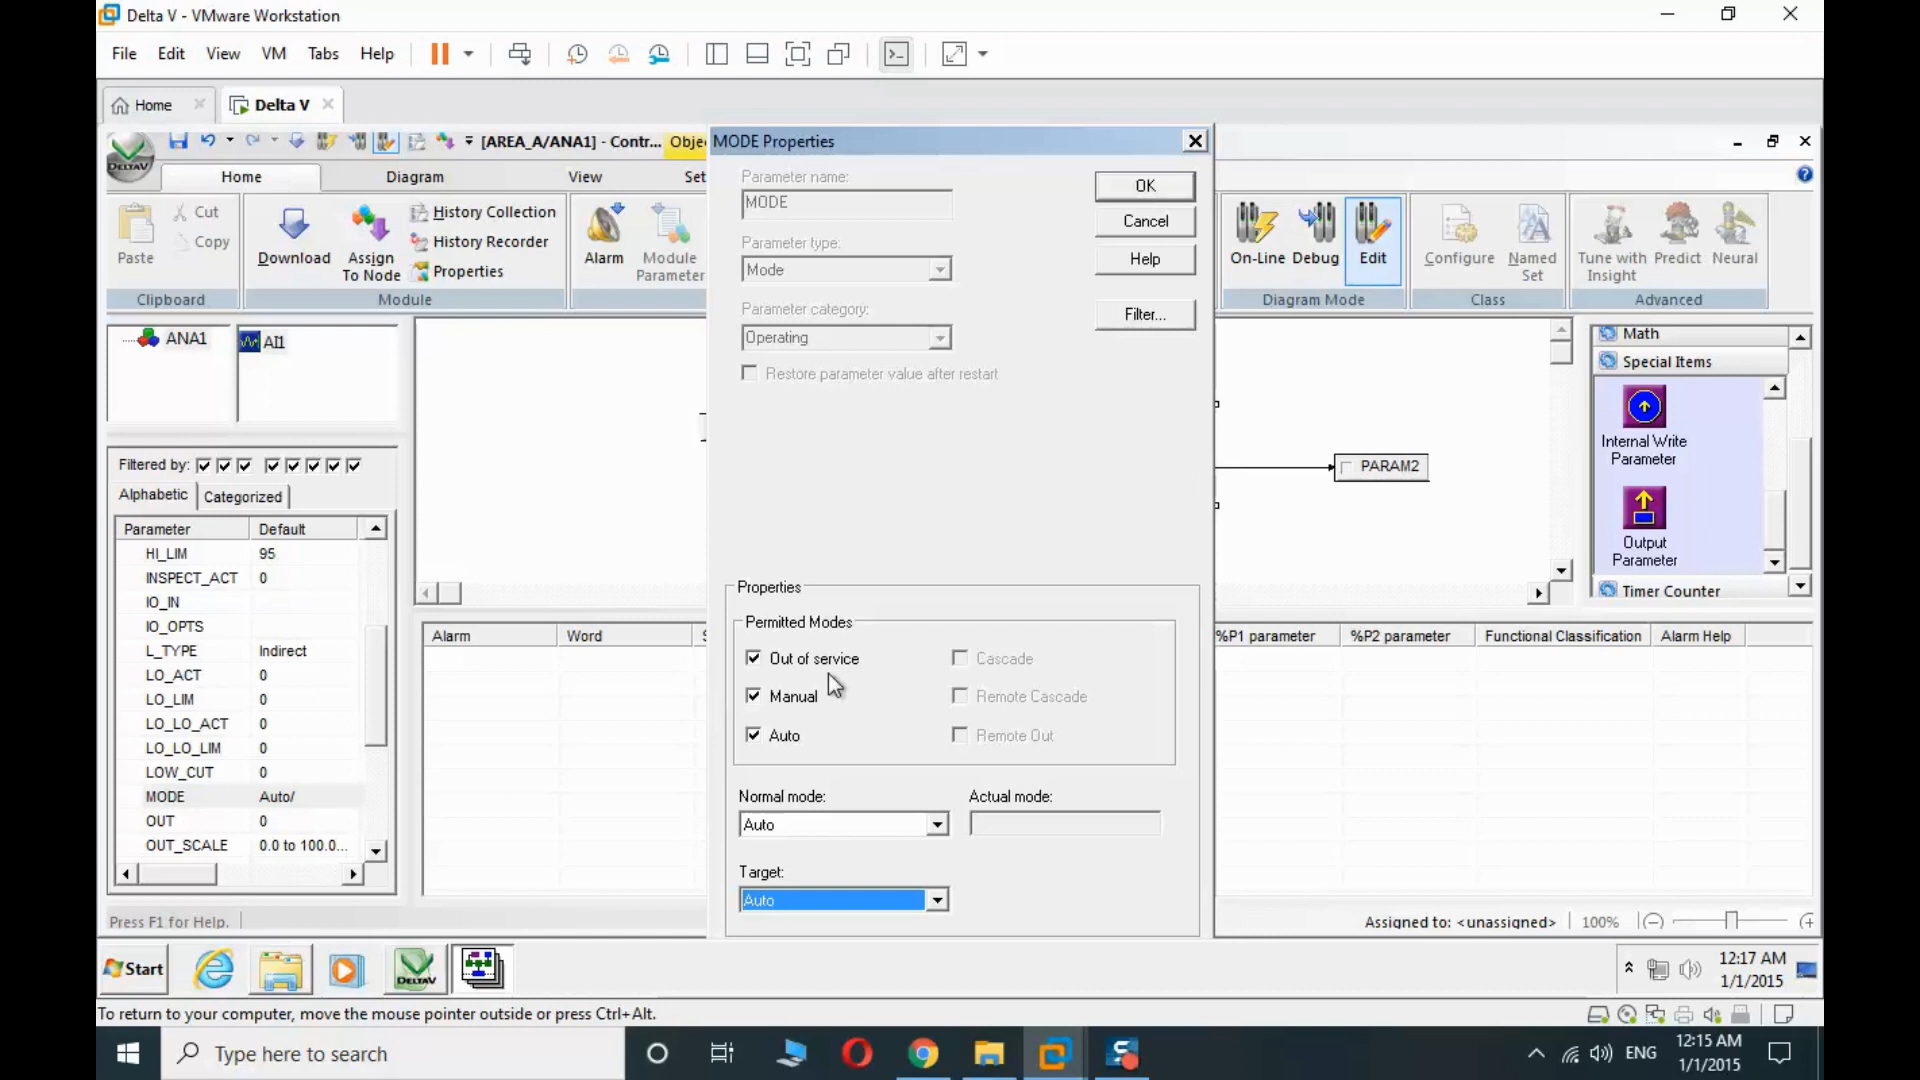 Delta V - VMware Workstation
File Edit View VM Tabs Help
Home Delta V
[AREA_A/ANA1] - Contr... Obje
MODE Properties
DELTAV
Home Diagram View Se
Paste
Cut
Copy
Clipboard
Download
Assign To Node
History Collection
History Recorder
Properties
Module
Alarm
Module Parameter
On-Line Debug Edit
Diagram Mode
Configure
Named Set
Class
Tune with Insight
Predict
Neural
Advanced
Parameter name:
MODE
Parameter type:
Mode
Parameter category:
Operating
Restore parameter value after restart
OK
Cancel
Help
Filter...
ANA1
AI1
PARAM2
Math
Special Items
Internal Write Parameter
Output Parameter
Timer Counter
Filtered by:
Alphabetic Categorized
Parameter Default
HI_LIM 95
INSPECT_ACT 0
IO_IN
IO_OPTS
L_TYPE Indirect
LO_ACT 0
LO_LIM 0
LO_LO_ACT 0
LO_LO_LIM 0
LOW_CUT 0
MODE Auto/
OUT 0
OUT_SCALE 0.0 to 100.0...
Alarm Word
%P1 parameter %P2 parameter Functional Classification Alarm Help
Properties
Permitted Modes
Out of service Cascade
Manual Remote Cascade
Auto Remote Out
Normal mode: Actual mode:
Auto
Target:
Auto
Press F1 for Help.
Assigned to: <unassigned> 100%
Start
DELTAV
12:17 AM
1/1/2015
To return to your computer, move the mouse pointer outside or press Ctrl+Alt.
Type here to search
ENG
12:15 AM
1/1/2015